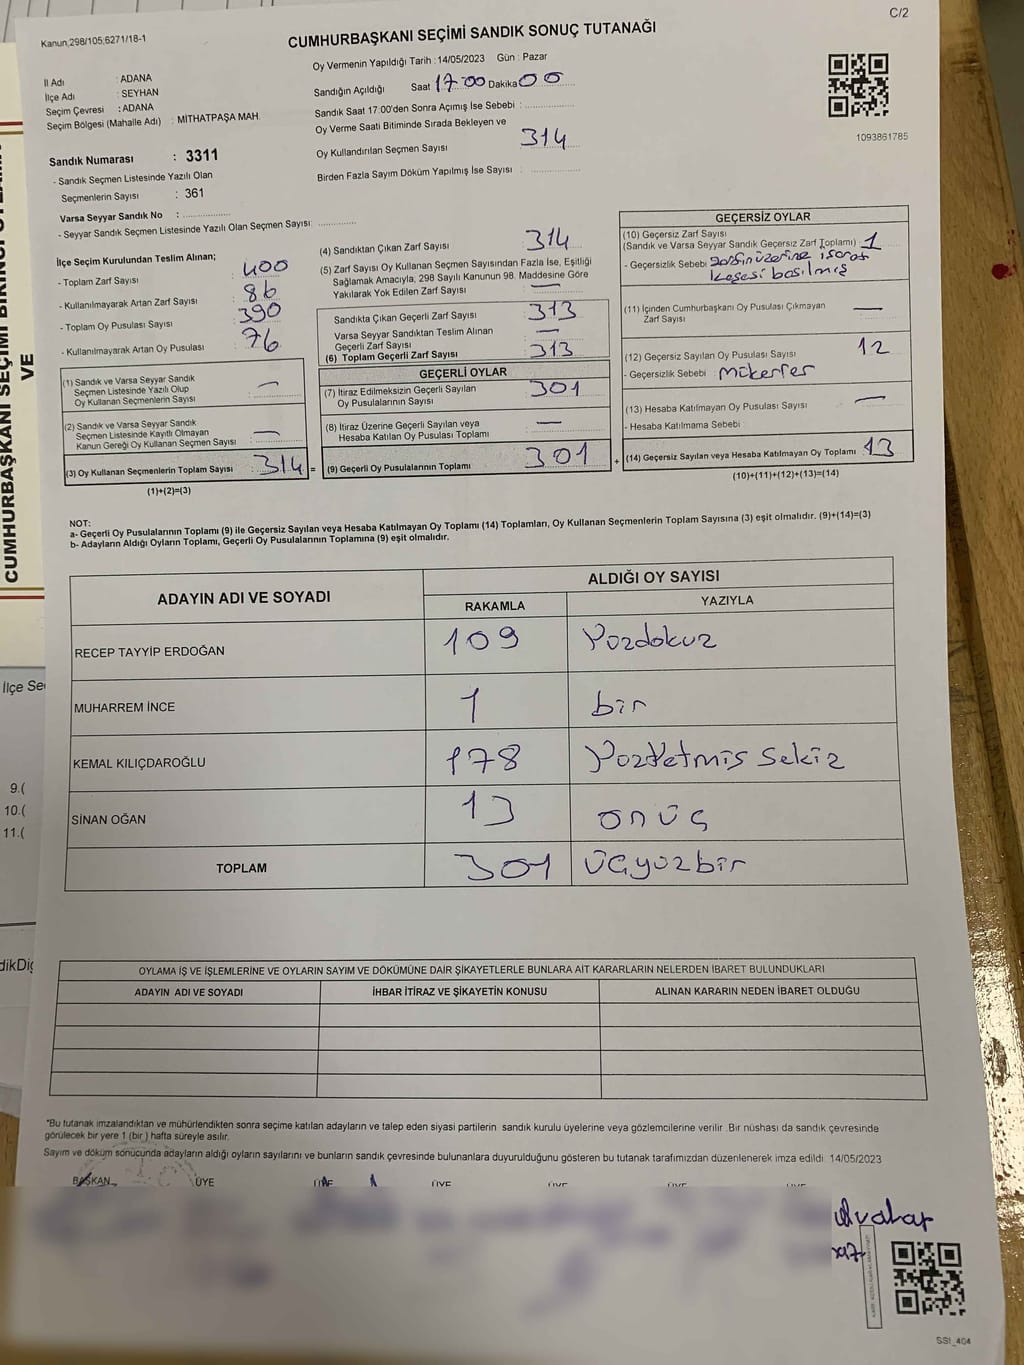 C/2
Kanun,298/105;6271/18-1
CUMHURBAŞKANI SEÇİMİ SANDIK SONUÇ TUTANAĞI
Oy Vermenin Yapıldığı Tarih : 14/05/2023 Gün : Pazar
İl Adı : ADANA
İlçe Adı : SEYHAN
Seçim Çevresi : ADANA
Seçim Bölgesi (Mahalle Adı) : MİTHATPAŞA MAH.
Sandığın Açıldığı Saat 17:00 Dakika 00
Sandık Saat 17:00'den Sonra Açımış İse Sebebi :
Oy Verme Saati Bitiminde Sırada Bekleyen ve
Oy Kullandırılan Seçmen Sayısı 314
Birden Fazla Sayım Döküm Yapılmış İse Sayısı :
1093861785
Sandık Numarası : 3311
- Sandık Seçmen Listesinde Yazılı Olan
Seçmenlerin Sayısı : 361
Varsa Seyyar Sandık No :
- Seyyar Sandık Seçmen Listesinde Yazılı Olan Seçmen Sayısı:
İlçe Seçim Kurulundan Teslim Alınan;
- Toplam Zarf Sayısı : 400
- Kullanılmayarak Artan Zarf Sayısı : 86
- Toplam Oy Pusulası Sayısı : 390
- Kullanılmayarak Artan Oy Pusulası : 76
(1) Sandık ve Varsa Seyyar Sandık
Seçmen Listesinde Yazılı Olup
Oy Kullanan Seçmenlerin Sayısı : —
(2) Sandık ve Varsa Seyyar Sandık
Seçmen Listesinde Kayıtlı Olmayan
Kanun Gereği Oy Kullanan Seçmen Sayısı : —
(3) Oy Kullanan Seçmenlerin Toplam Sayısı : 314 =
(1)+(2)=(3)
(4) Sandıktan Çıkan Zarf Sayısı 314
(5) Zarf Sayısı Oy Kullanan Seçmen Sayısından Fazla İse, Eşitliği
Sağlamak Amacıyla; 298 Sayılı Kanunun 98. Maddesine Göre
Yakılarak Yok Edilen Zarf Sayısı : —
Sandıkta Çıkan Geçerli Zarf Sayısı : 313
Varsa Seyyar Sandıktan Teslim Alınan
Geçerli Zarf Sayısı : —
(6) Toplam Geçerli Zarf Sayısı : 313
GEÇERLİ OYLAR
(7) İtiraz Edilmeksizin Geçerli Sayılan
Oy Pusulalarının Sayısı : 301
(8) İtiraz Üzerine Geçerli Sayılan veya
Hesaba Katılan Oy Pusulası Toplamı : —
(9) Geçerli Oy Pusulalarının Toplamı : 301 +
GEÇERSİZ OYLAR
(10) Geçersiz Zarf Sayısı
(Sandık ve Varsa Seyyar Sandık Geçersiz Zarf Toplamı) 1
- Geçersizlik Sebebi zarfın üzerine işaret
kaşesi basılmış
(11) İçinden Cumhurbaşkanı Oy Pusulası Çıkmayan
Zarf Sayısı : —
(12) Geçersiz Sayılan Oy Pusulası Sayısı : 12
- Geçersizlik Sebebi mükerfer
(13) Hesaba Katılmayan Oy Pusulası Sayısı : —
- Hesaba Katılmama Sebebi :
(14) Geçersiz Sayılan veya Hesaba Katılmayan Oy Toplamı 13
(10)+(11)+(12)+(13)=(14)
NOT:
a- Geçerli Oy Pusulalarının Toplamı (9) ile Geçersiz Sayılan veya Hesaba Katılmayan Oy Toplamı (14) Toplamları, Oy Kullanan Seçmenlerin Toplam Sayısına (3) eşit olmalıdır. (9)+(14)=(3)
b- Adayların Aldığı Oyların Toplamı, Geçerli Oy Pusulalarının Toplamına (9) eşit olmalıdır.
ADAYIN ADI VE SOYADI
ALDIĞI OY SAYISI
RAKAMLA YAZIYLA
RECEP TAYYİP ERDOĞAN 109 Yüzdokuz
MUHARREM İNCE 1 bir
KEMAL KILIÇDAROĞLU 178 Yüzyetmiş sekiz
SİNAN OĞAN 13 onüç
TOPLAM 301 üçyüzbir
OYLAMA İŞ VE İŞLEMLERİNE VE OYLARIN SAYIM VE DÖKÜMÜNE DAİR ŞİKAYETLERLE BUNLARA AİT KARARLARIN NELERDEN İBARET BULUNDUKLARI
ADAYIN ADI VE SOYADI İHBAR İTİRAZ VE ŞİKAYETİN KONUSU ALINAN KARARIN NEDEN İBARET OLDUĞU
*Bu tutanak imzalandıktan ve mühürlendikten sonra seçime katılan adayların ve talep eden siyasi partilerin sandık kurulu üyelerine veya gözlemcilerine verilir .Bir nüshası da sandık çevresinde
görülecek bir yere 1 (bir ) hafta süreyle asılır.
Sayım ve döküm sonucunda adayların aldığı oyların sayılarını ve bunların sandık çevresinde bulunanlara duyurulduğunu gösteren bu tutanak tarafımızdan düzenlenerek imza edildi. 14/05/2023
BAŞKAN ÜYE ÜYE ÜYE ÜYE ÜYE
SSI_404
CUMHURBAŞKANI SEÇİMİ BİRİNCİ
VE
İlçe Se
9.(
10.(
11.(